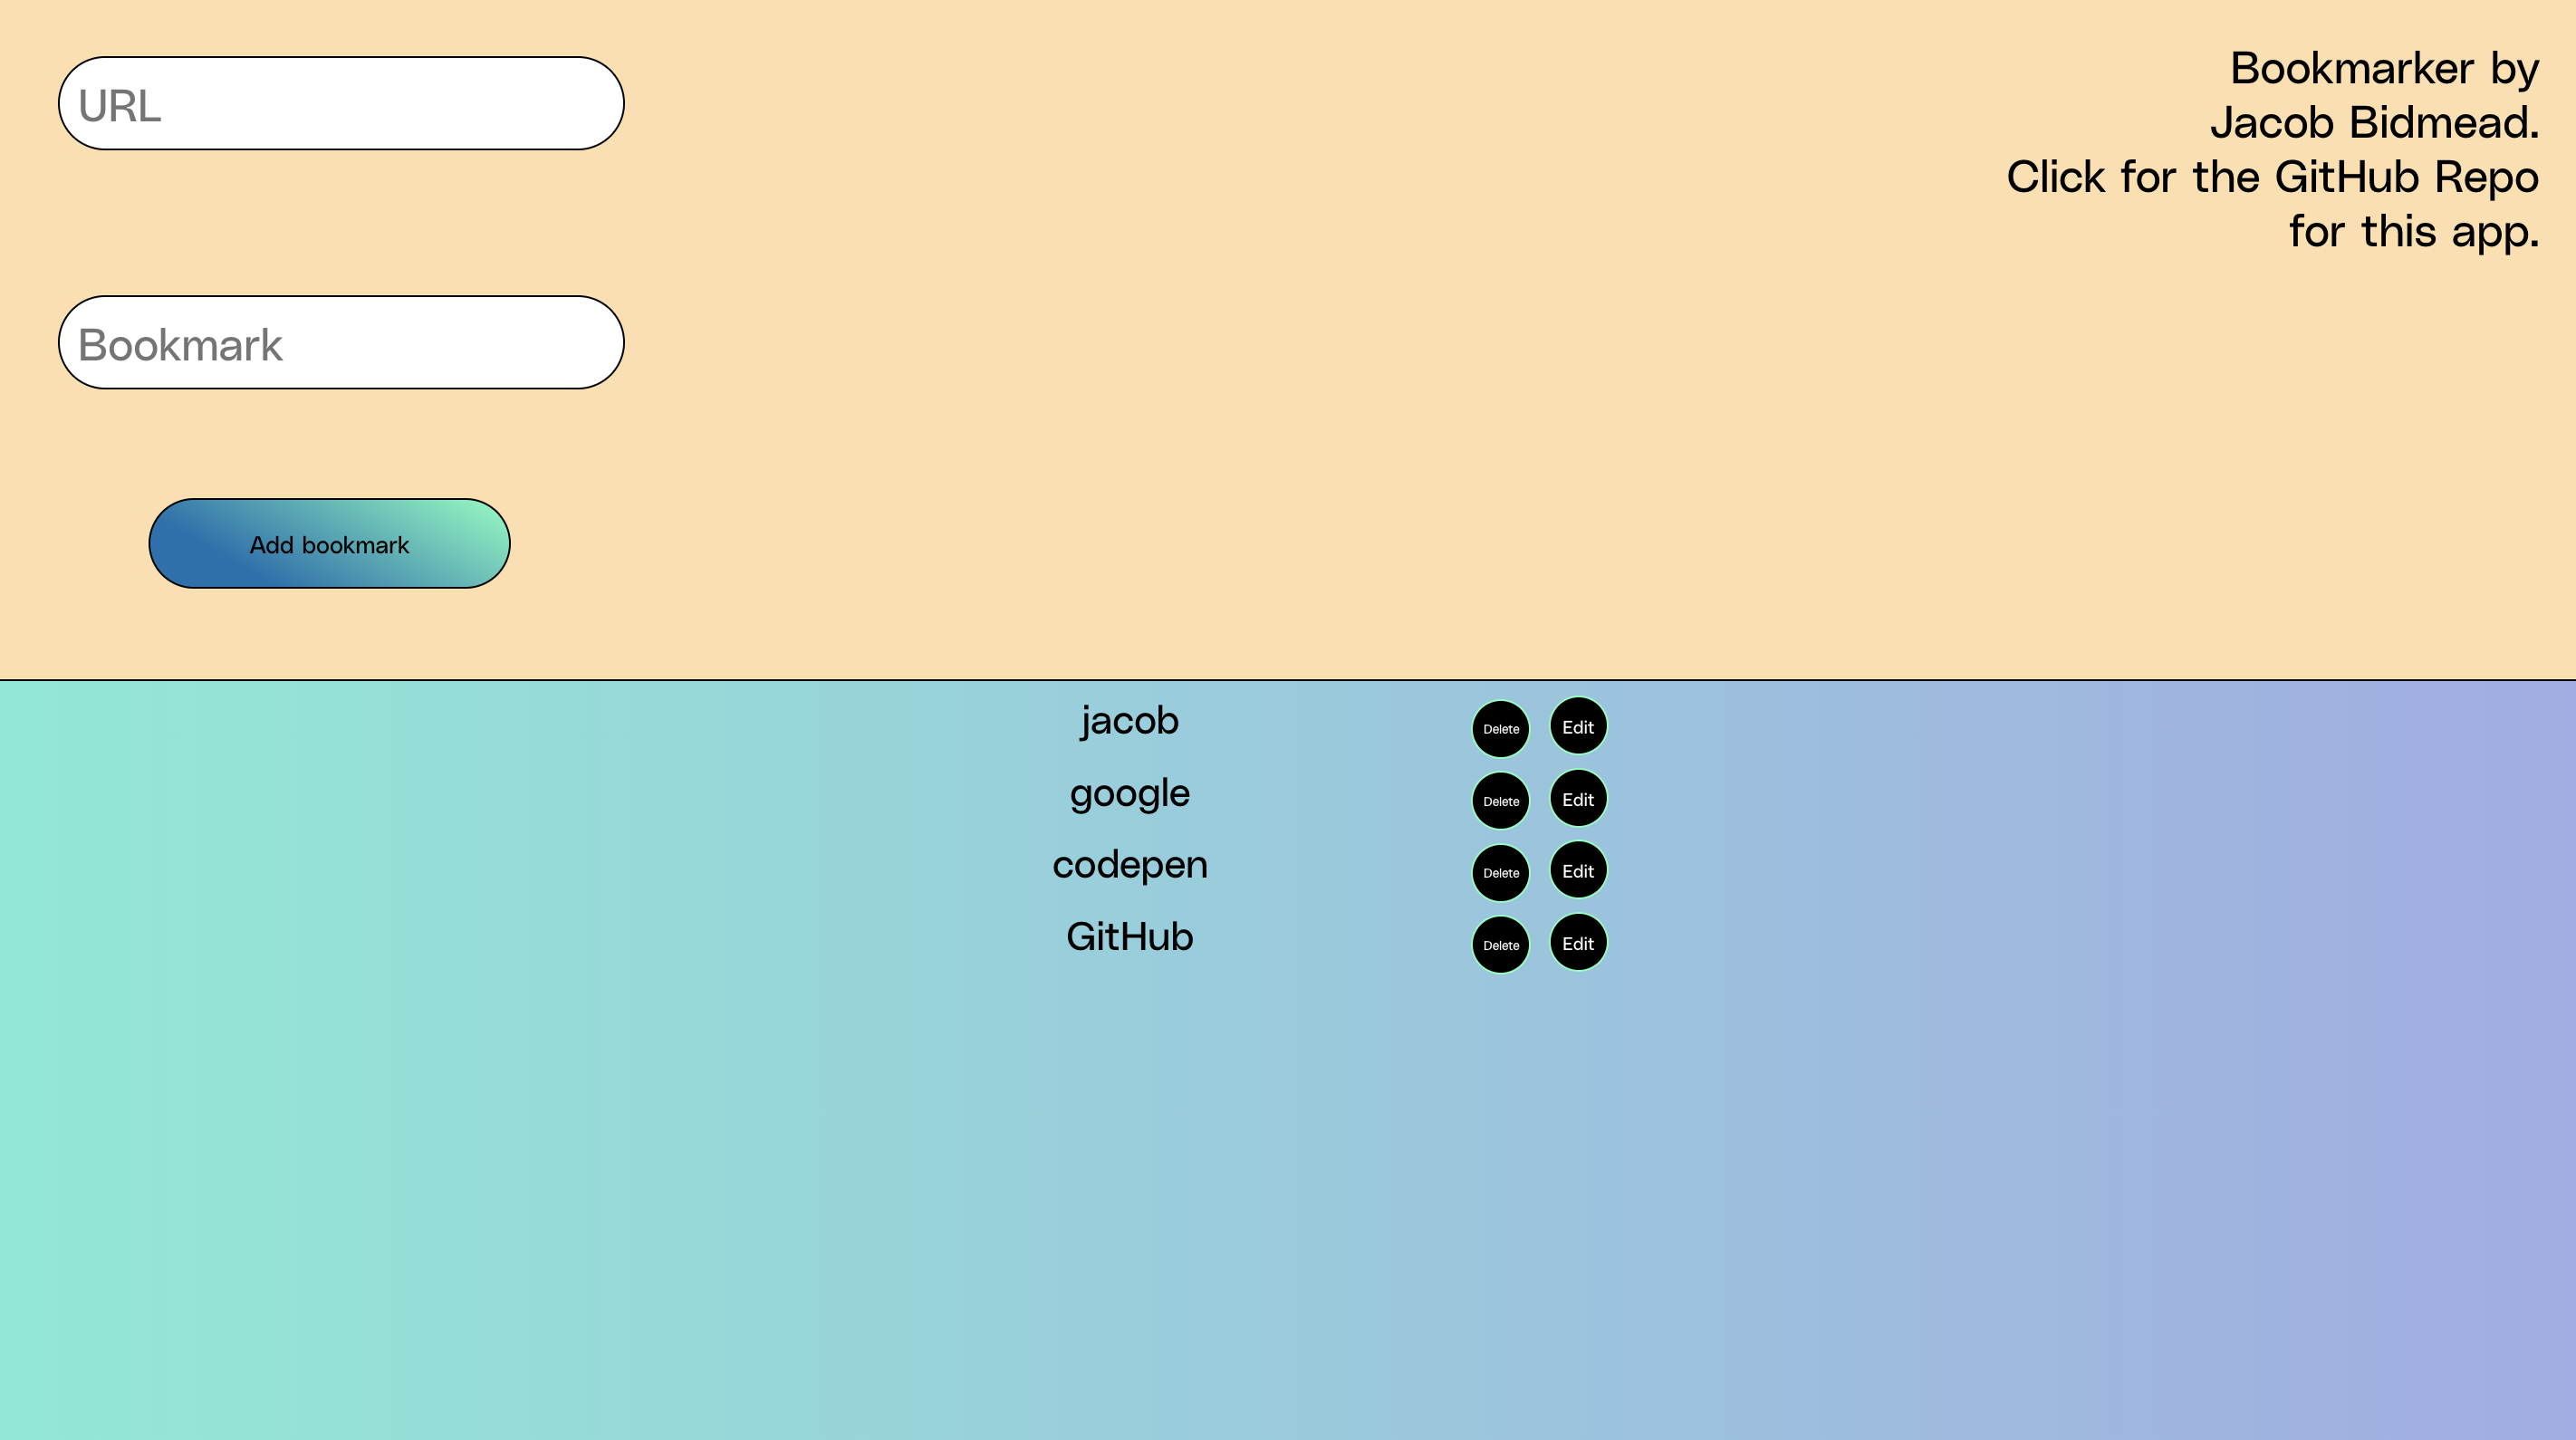 URL
Bookmark
Add bookmark
Bookmarker by
Jacob Bidmead.
Click for the GitHub Repo
for this app.
jacob Delete Edit
google Delete Edit
codepen Delete Edit
GitHub Delete Edit